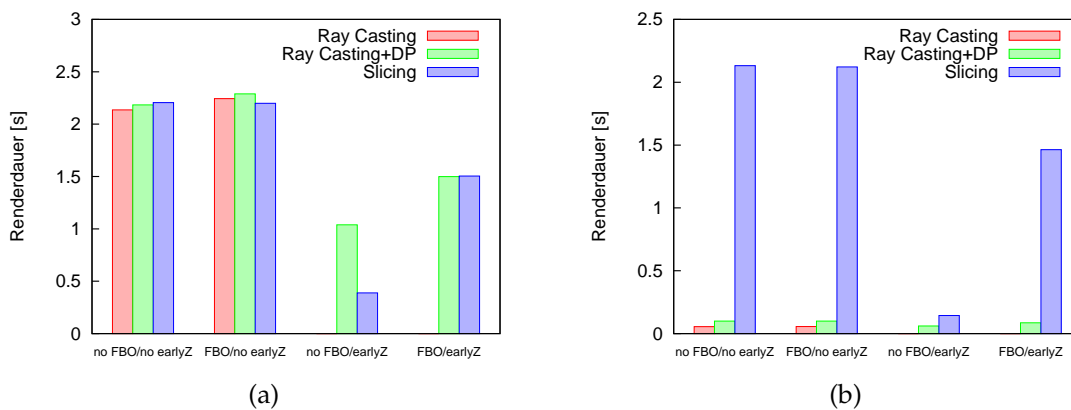 Renderdauer [s]
3
2.5
2
1.5
1
0.5
0
Ray Casting
Ray Casting+DP
Slicing
no FBO/no earlyZ
FBO/no earlyZ
no FBO/earlyZ
FBO/earlyZ
(a)
Renderdauer [s]
2.5
2
1.5
1
0.5
0
Ray Casting
Ray Casting+DP
Slicing
no FBO/no earlyZ
FBO/no earlyZ
no FBO/earlyZ
FBO/earlyZ
(b)